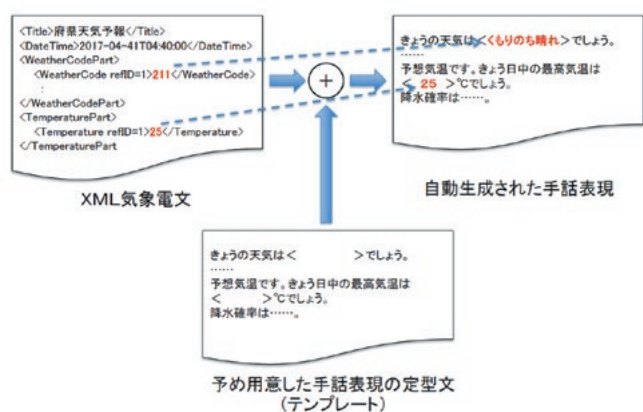 <Title>府県天気予報</Title>
<DateTime>2017-04-41T04:40:00</DateTime>
<WeatherCodePart>
<WeatherCode refID=1>211</WeatherCode>
:
</WeatherCodePart>
<TemperaturePart>
<Temperature refID=1>25</Temperature>
</TemperaturePart
XML気象電文
+
きょうの天気は<くもりのち晴れ>でしょう。
……
予想気温です。きょう日中の最高気温は
< 25 >℃でしょう。
降水確率は……。
自動生成された手話表現
きょうの天気は< >でしょう。
……
予想気温です。きょう日中の最高気温は
< >℃でしょう。
降水確率は……。
予め用意した手話表現の定型文
(テンプレート)